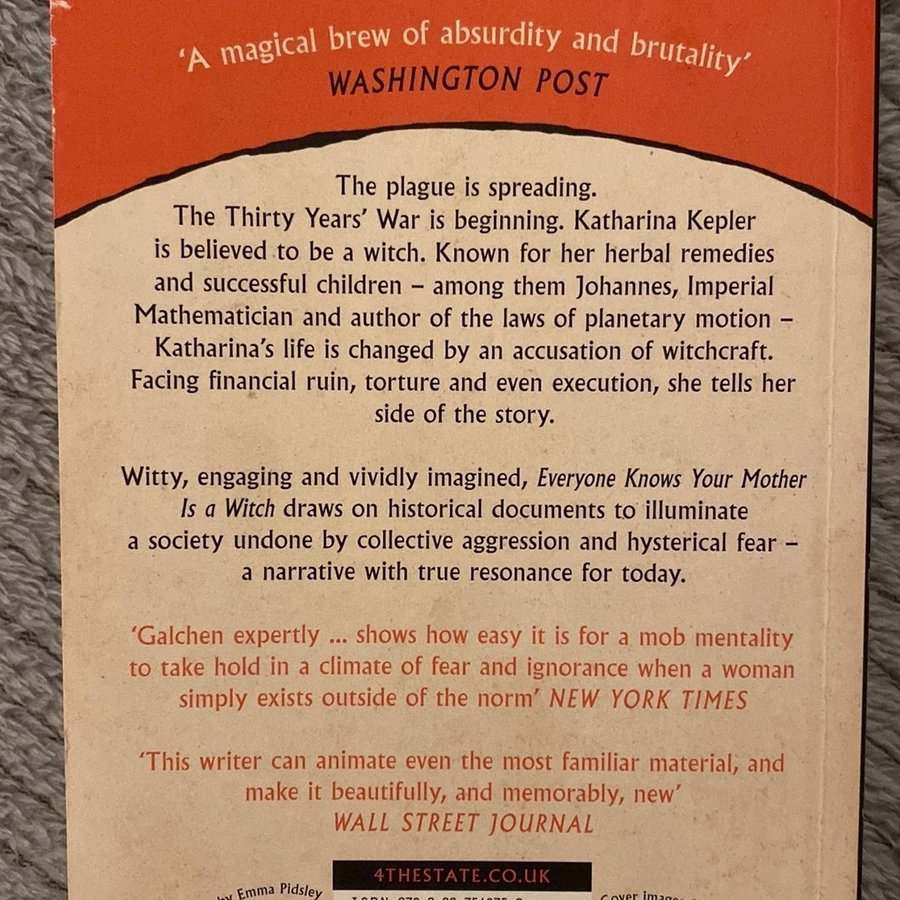 ‘A magical brew of absurdity and brutality’
WASHINGTON POST
The plague is spreading.
The Thirty Years’ War is beginning. Katharina Kepler
is believed to be a witch. Known for her herbal remedies
and successful children – among them Johannes, Imperial
Mathematician and author of the laws of planetary motion –
Katharina’s life is changed by an accusation of witchcraft.
Facing financial ruin, torture and even execution, she tells her
side of the story.
Witty, engaging and vividly imagined, Everyone Knows Your Mother
Is a Witch draws on historical documents to illuminate
a society undone by collective aggression and hysterical fear –
a narrative with true resonance for today.
‘Galchen expertly ... shows how easy it is for a mob mentality
to take hold in a climate of fear and ignorance when a woman
simply exists outside of the norm’ NEW YORK TIMES
‘This writer can animate even the most familiar material, and
make it beautifully, and memorably, new’
WALL STREET JOURNAL
4THESTATE.CO.UK
by Emma Pidsley
Cover images